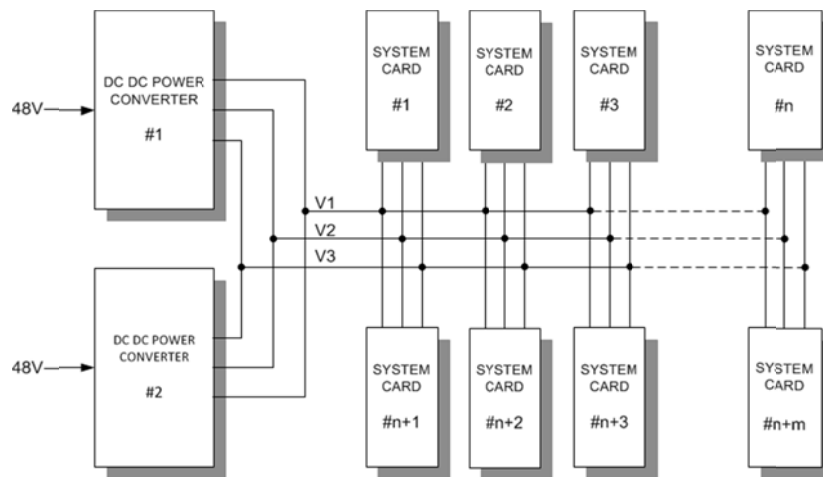 DC DC POWER
CONVERTER
#1
48V
SYSTEM
CARD
#1
SYSTEM
CARD
#2
SYSTEM
CARD
#3
SYSTEM
CARD
#n
V1
V2
V3
DC DC POWER
CONVERTER
#2
48V
SYSTEM
CARD
#n+1
SYSTEM
CARD
#n+2
SYSTEM
CARD
#n+3
SYSTEM
CARD
#n+m